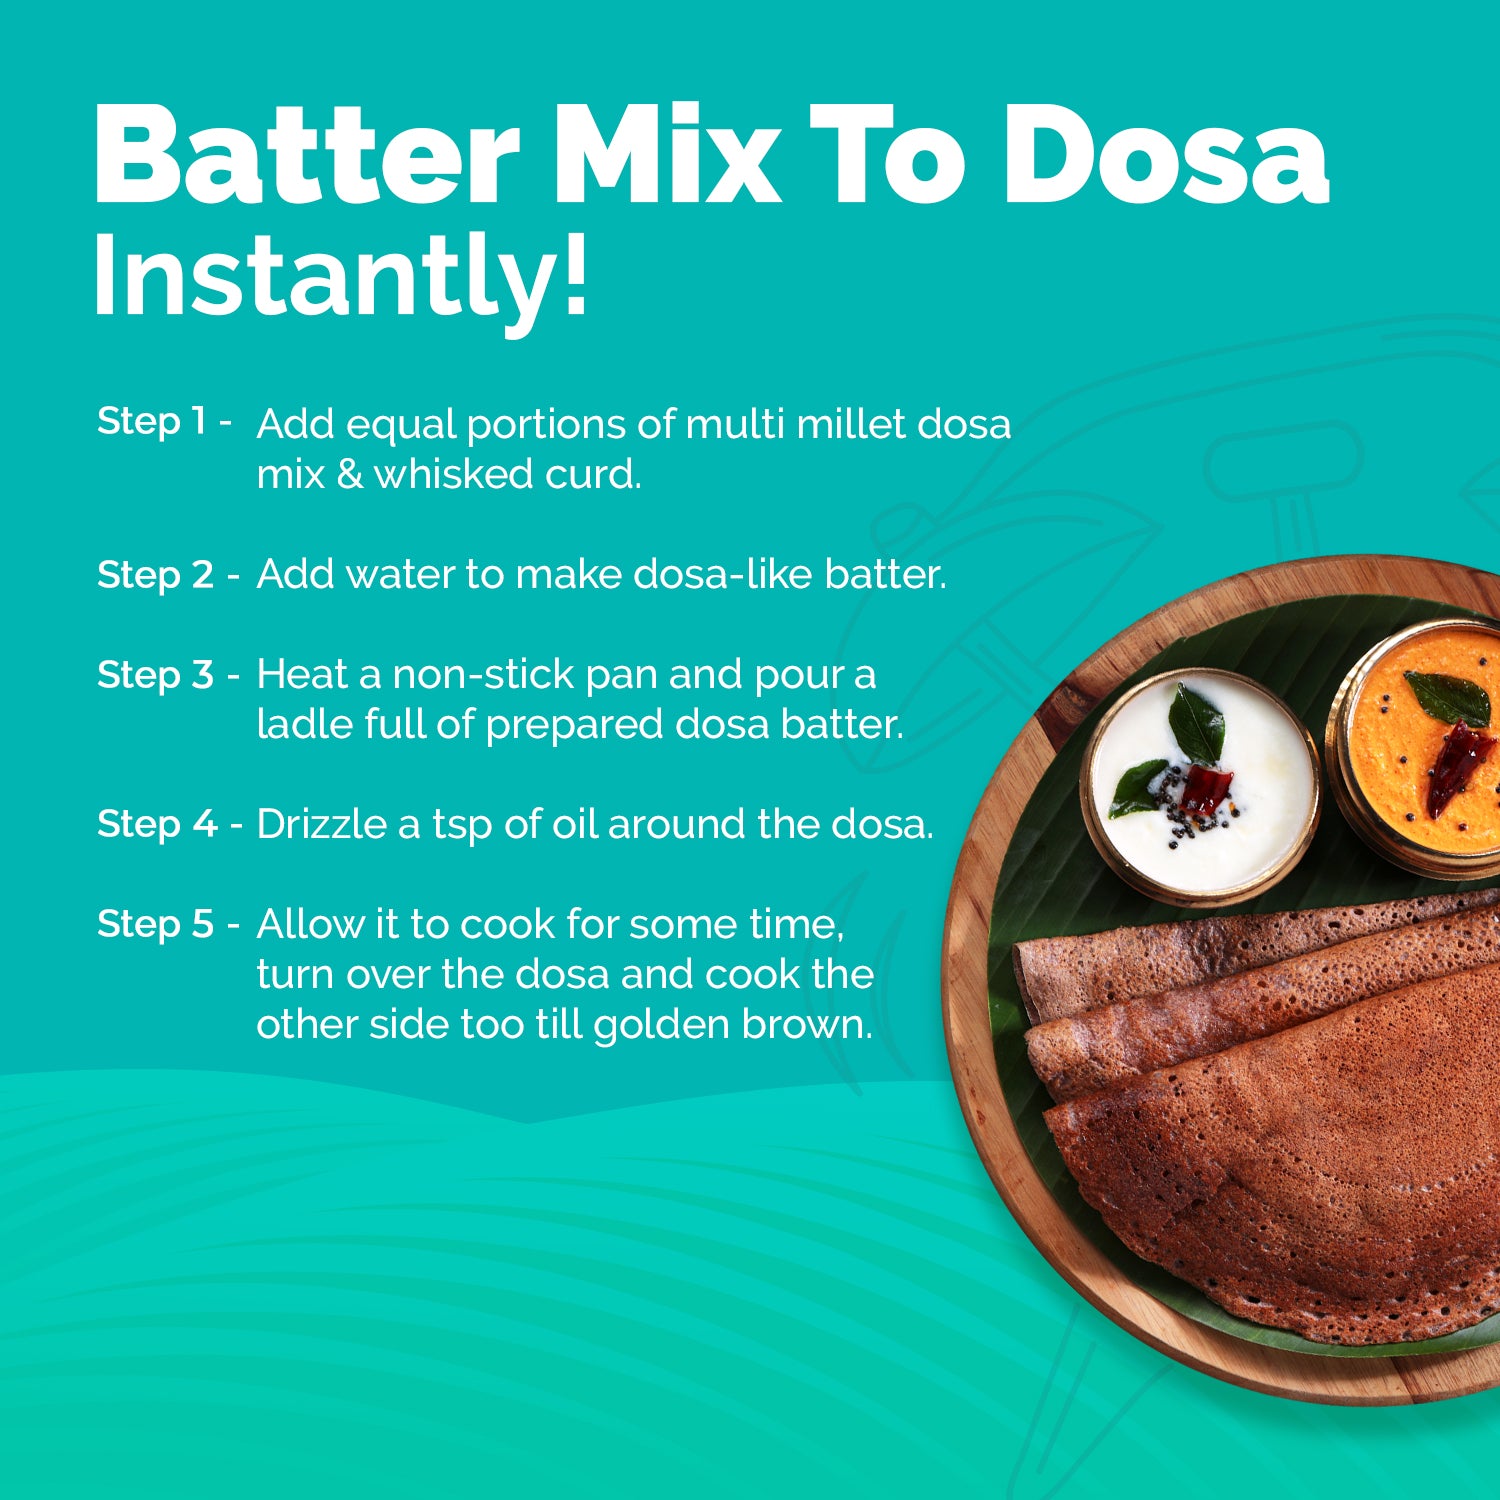 Batter Mix To Dosa
Instantly!
Step 1 - Add equal portions of multi millet dosa
mix & whisked curd.
Step 2 - Add water to make dosa-like batter.
Step 3 - Heat a non-stick pan and pour a
ladle full of prepared dosa batter.
Step 4 - Drizzle a tsp of oil around the dosa.
Step 5 - Allow it to cook for some time,
turn over the dosa and cook the
other side too till golden brown.